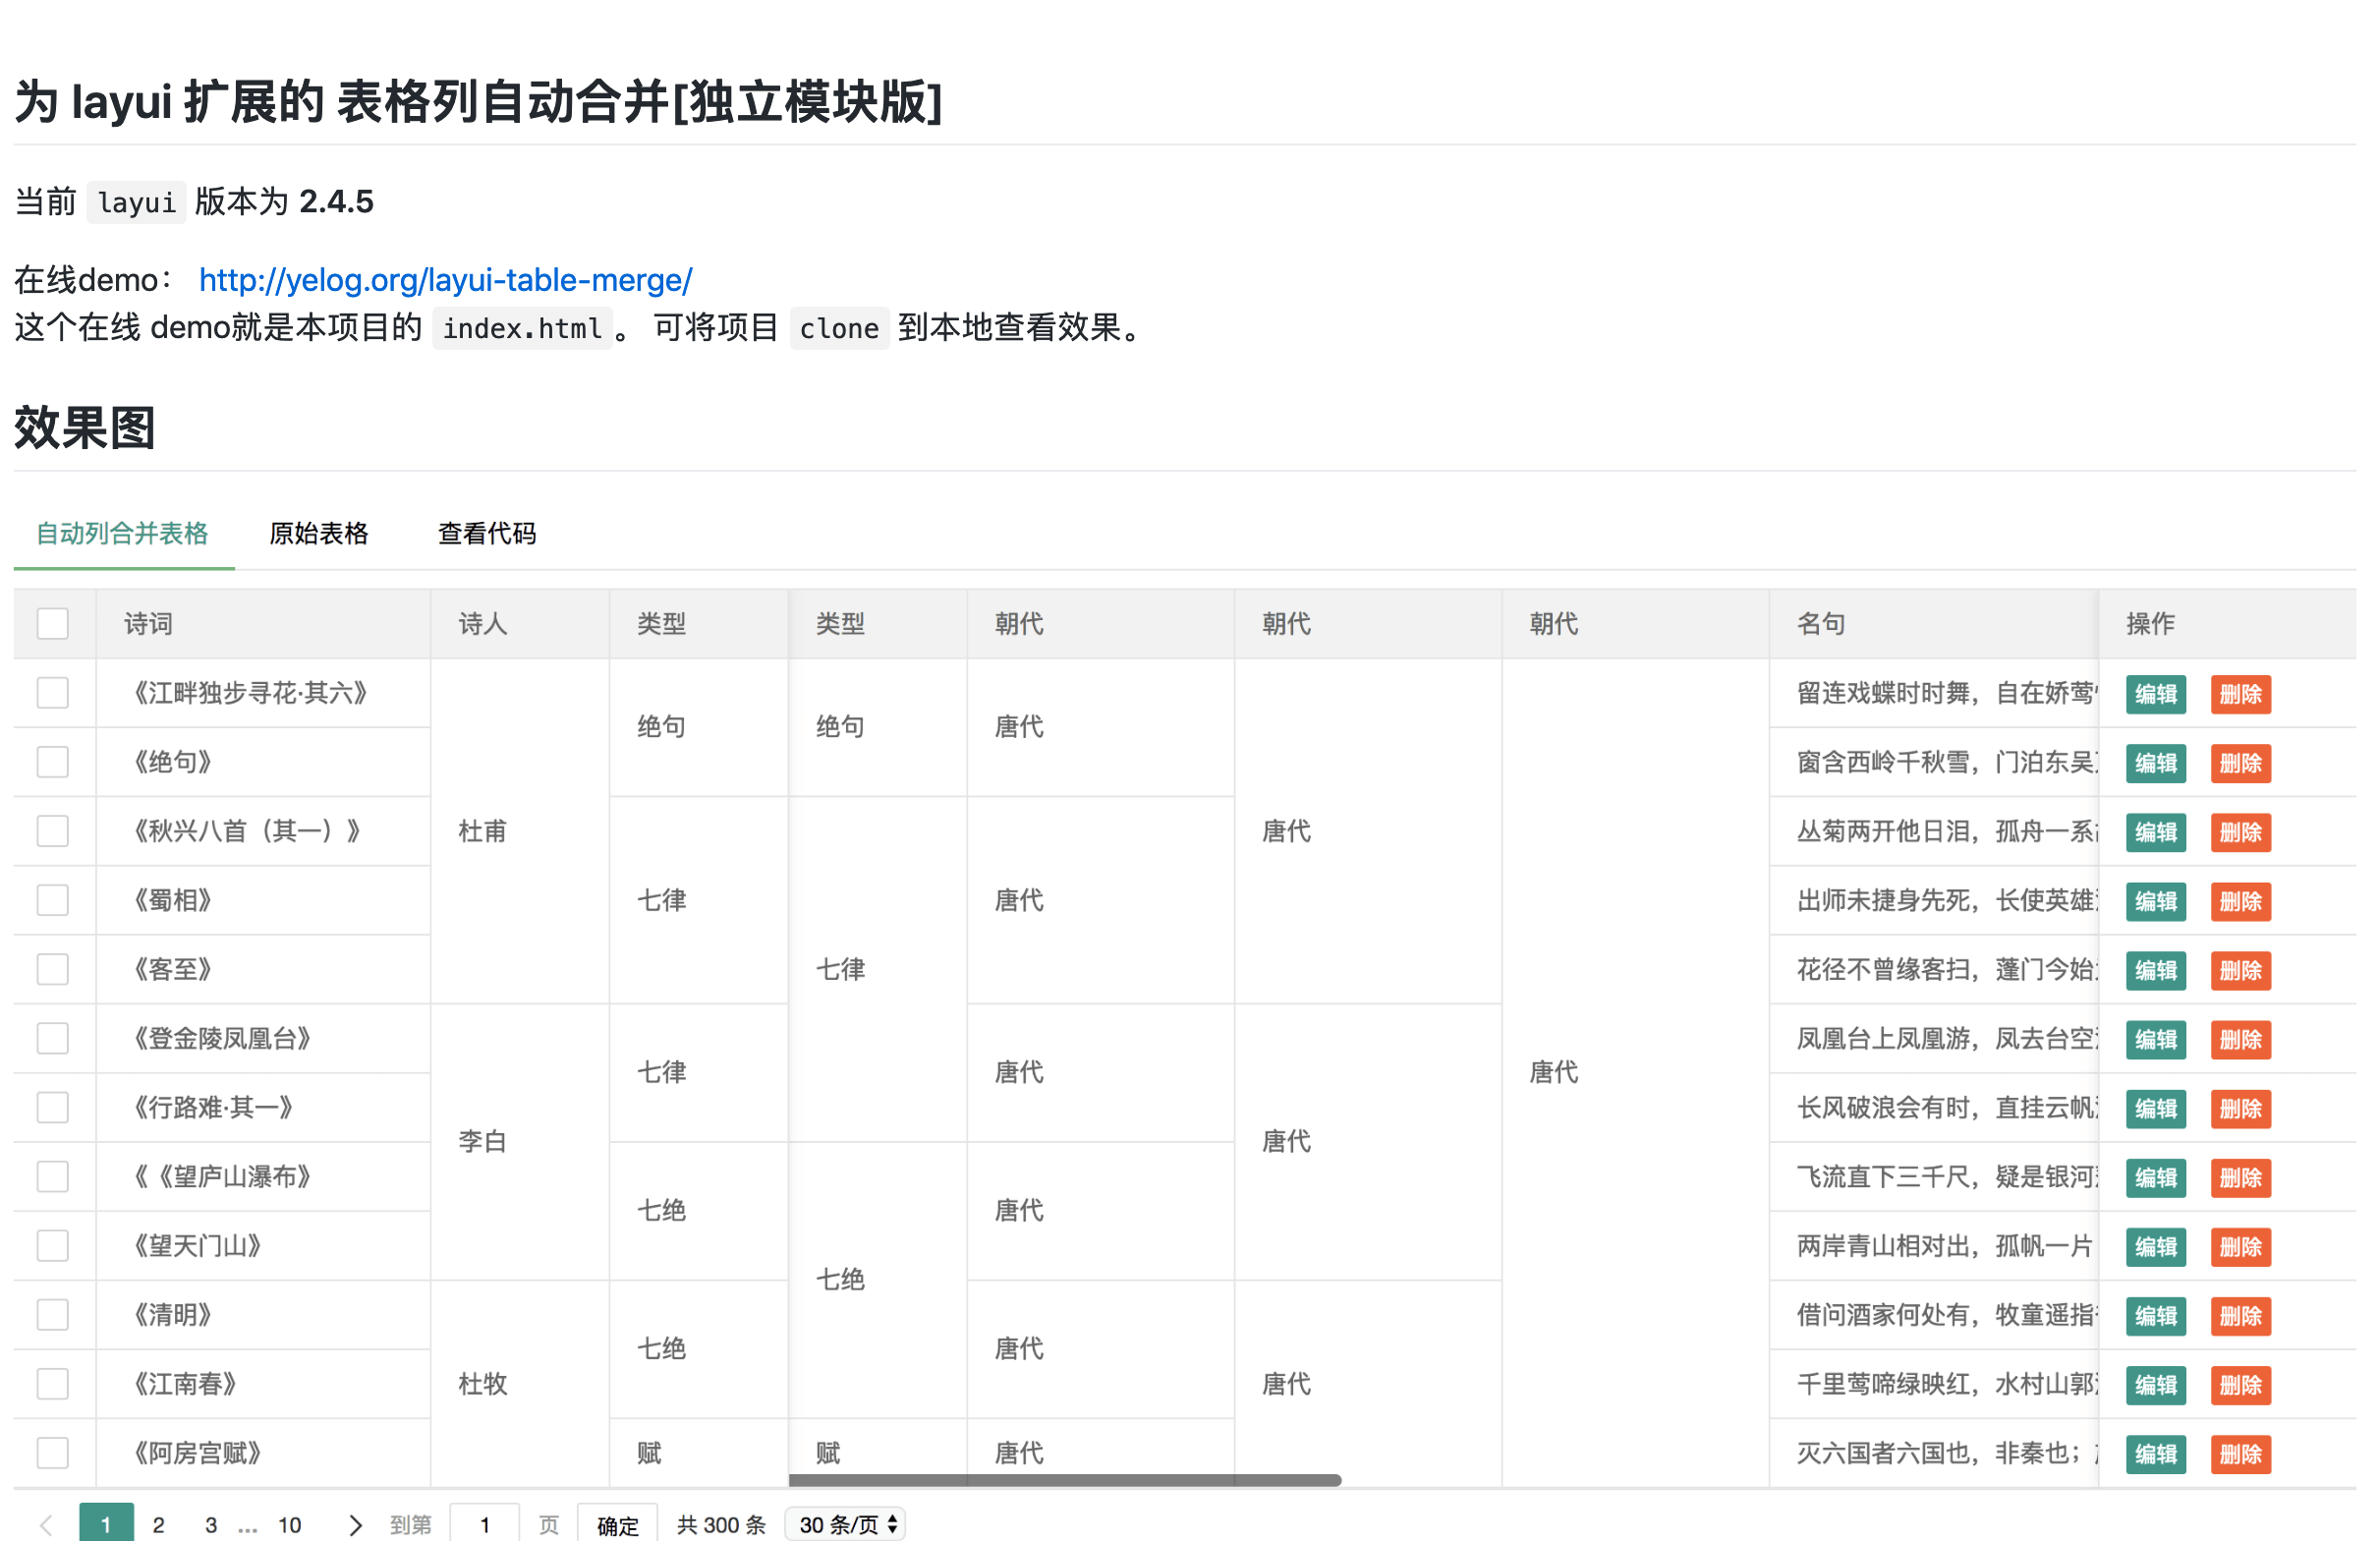 为 layui 扩展的 表格列自动合并[独立模块版]
当前 layui 版本为 2.4.5
在线demo： http://yelog.org/layui-table-merge/
这个在线 demo就是本项目的 index.html 。 可将项目 clone 到本地查看效果。
效果图
自动列合并表格 原始表格 查看代码
诗词 诗人 类型 类型 朝代 朝代 朝代 名句 操作
《江畔独步寻花·其六》 留连戏蝶时时舞，自在娇莺 编辑 删除
绝句 绝句 唐代
《绝句》 窗含西岭千秋雪，门泊东吴 编辑 删除
《秋兴八首（其一）》 杜甫 唐代 丛菊两开他日泪，孤舟一系 编辑 删除
《蜀相》 七律 唐代 出师未捷身先死，长使英雄 编辑 删除
《客至》 七律 花径不曾缘客扫，蓬门今始 编辑 删除
《登金陵凤凰台》 凤凰台上凤凰游，凤去台空 编辑 删除
七律 唐代 唐代
《行路难·其一》 长风破浪会有时，直挂云帆 编辑 删除
李白 唐代
《《望庐山瀑布》 飞流直下三千尺，疑是银河 编辑 删除
七绝 唐代
《望天门山》 两岸青山相对出，孤帆一片 编辑 删除
七绝
《清明》 借问酒家何处有，牧童遥指 编辑 删除
七绝 唐代
《江南春》 杜牧 唐代 千里莺啼绿映红，水村山郭 编辑 删除
《阿房宫赋》 赋 赋 唐代 灭六国者六国也，非秦也； 编辑 删除
1 2 3 … 10 到第 1 页 确定 共 300 条 30 条/页